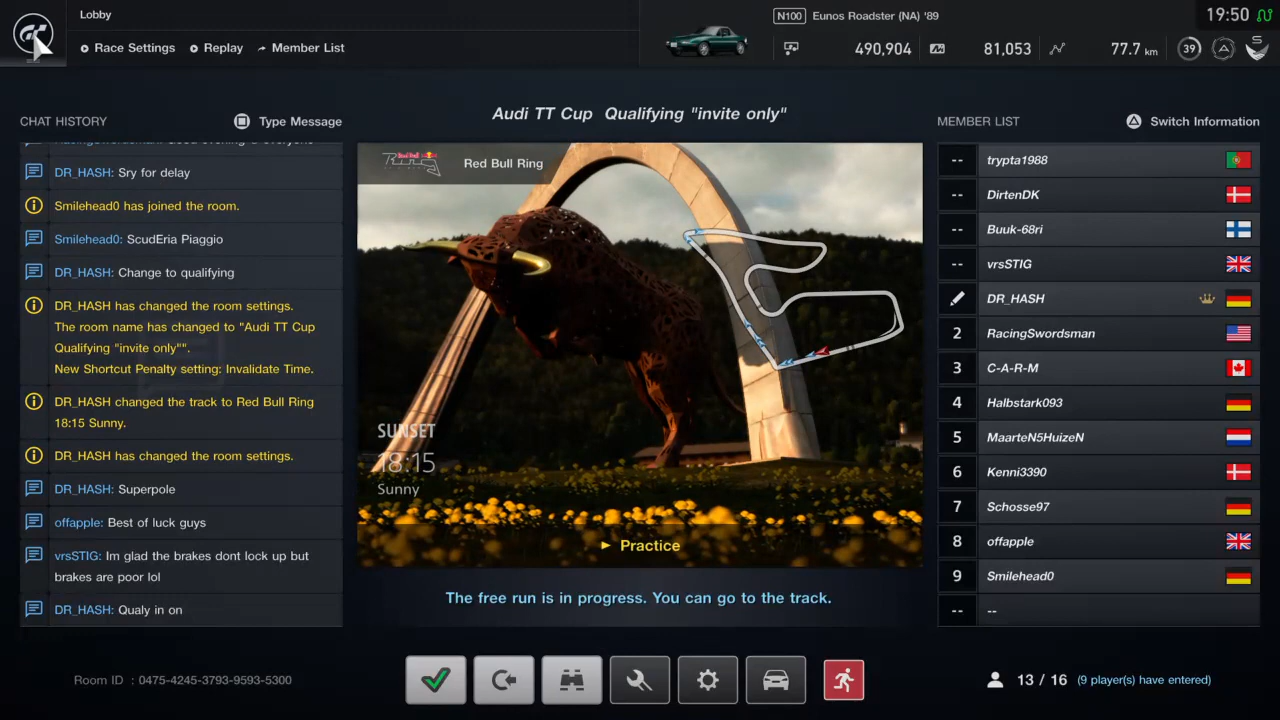 Lobby
Race Settings
Replay
Member List
N100
Eunos Roadster (NA) '89
490,904
81,053
77.7 km
39
S
19:50
CHAT HISTORY
Type Message
DR_HASH: Sry for delay
Smilehead0 has joined the room.
Smilehead0: ScudEria Piaggio
DR_HASH: Change to qualifying
DR_HASH has changed the room settings.
The room name has changed to "Audi TT Cup
Qualifying "invite only"".
New Shortcut Penalty setting: Invalidate Time.
DR_HASH changed the track to Red Bull Ring
18:15 Sunny.
DR_HASH has changed the room settings.
DR_HASH: Superpole
offapple: Best of luck guys
vrsSTIG: Im glad the brakes dont lock up but
brakes are poor lol
DR_HASH: Qualy in on
Audi TT Cup Qualifying "invite only"
Red Bull Ring
SUNSET
18:15
Sunny
Practice
The free run is in progress. You can go to the track.
MEMBER LIST
Switch Information
-- trypta1988
-- DirtenDK
-- Buuk-68ri
-- vrsSTIG
DR_HASH
2 RacingSwordsman
3 C-A-R-M
4 Halbstark093
5 MaarteN5HuizeN
6 Kenni3390
7 Schosse97
8 offapple
9 Smilehead0
-- --
Room ID : 0475-4245-3793-9593-5300
13 / 16 (9 player(s) have entered)